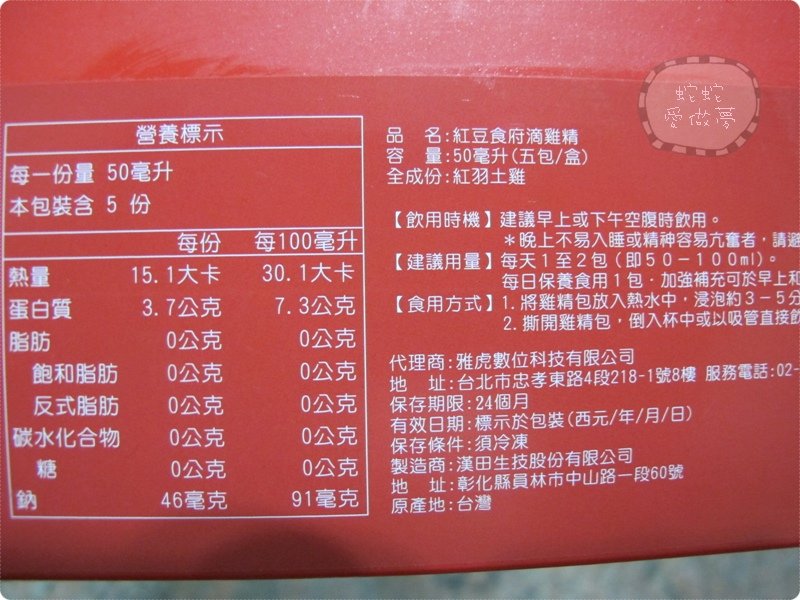 蛇蛇
愛做夢
營養標示
每一份量 50毫升
本包裝含 5 份
每份 每100毫升
熱量 15.1大卡 30.1大卡
蛋白質 3.7公克 7.3公克
脂肪 0公克 0公克
飽和脂肪 0公克 0公克
反式脂肪 0公克 0公克
碳水化合物 0公克 0公克
糖 0公克 0公克
鈉 46毫克 91毫克
品 名:紅豆食府滴雞精
容 量:50毫升(五包/盒)
全成份:紅羽土雞
【飲用時機】建議早上或下午空腹時飲用。
＊晚上不易入睡或精神容易亢奮者，請避
【建議用量】每天1至2包(即50－100ml)。
每日保養食用1包．加強補充可於早上和
【食用方式】1.將雞精包放入熱水中，浸泡約3－5分
2.撕開雞精包，倒入杯中或以吸管直接飲
代理商:雅虎數位科技有限公司
地 址:台北市忠孝東路4段218-1號8樓 服務電話:02-
保存期限:24個月
有效日期:標示於包裝(西元/年/月/日)
保存條件:須冷凍
製造商:漢田生技股份有限公司
地 址:彰化縣員林市中山路一段60號
原產地:台灣